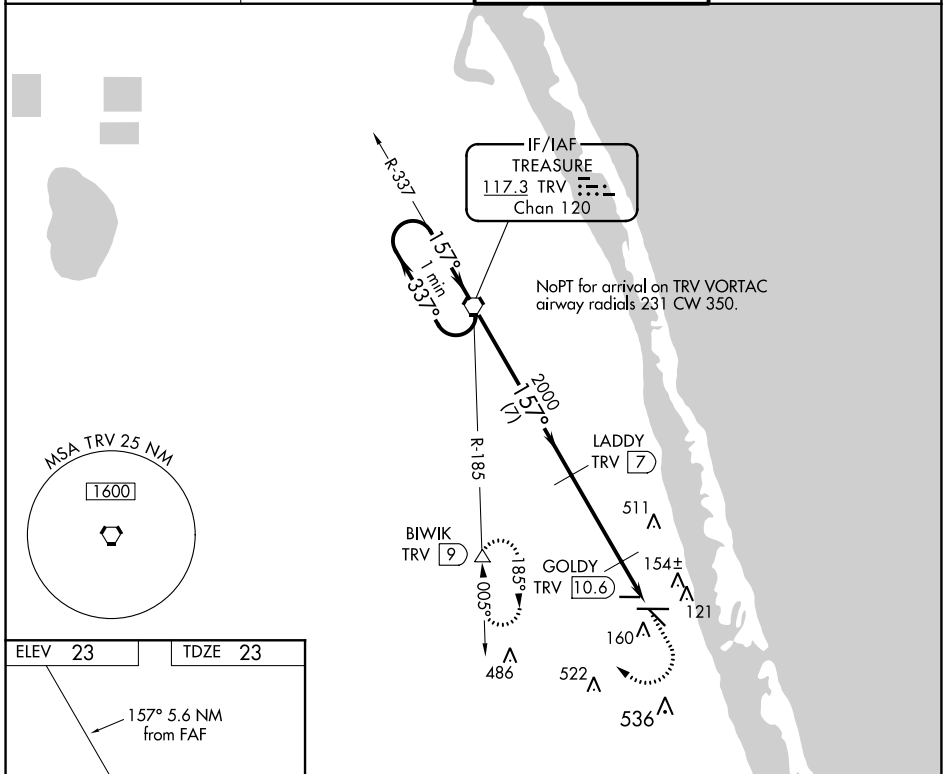 IF/IAF
TREASURE
117.3 TRV
Chan 120
R-337
157°
1 min
337°
NoPT for arrival on TRV VORTAC
airway radials 231 CW 350.
2000
157°
(7)
R-185
LADDY
TRV 7
511
MSA TRV 25 NM
1600
BIWIK
TRV 9
185°
005°
GOLDY
TRV 10.6
154±
121
160
486
522
536
ELEV 23
TDZE 23
157° 5.6 NM
from FAF